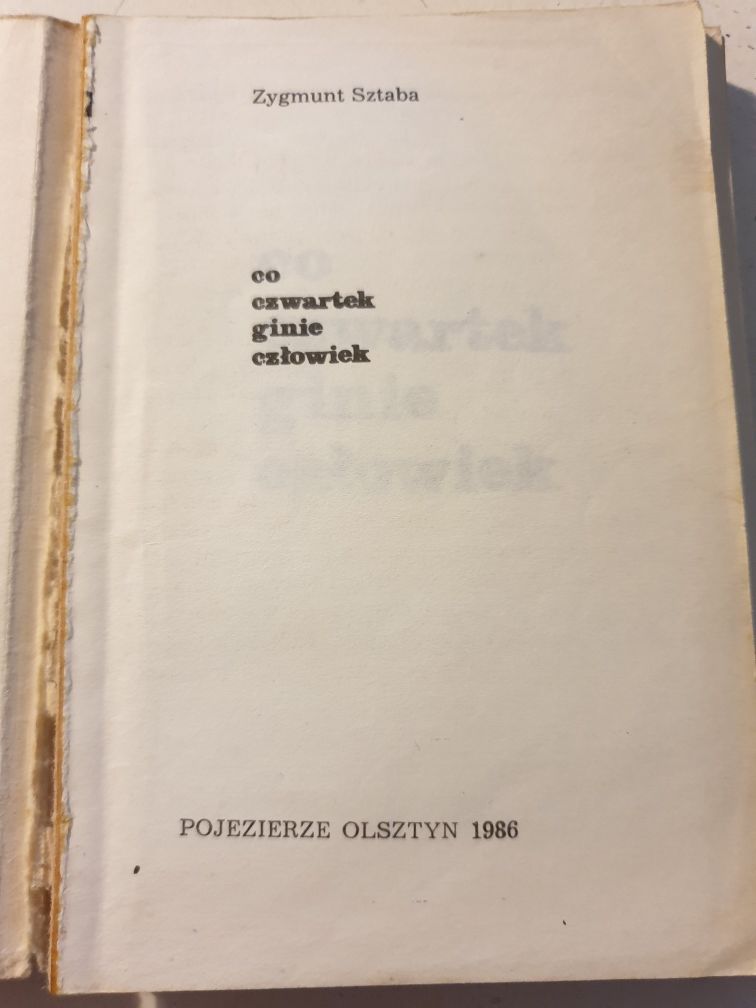 Zygmunt Sztaba
co
czwartek
ginie
człowiek
POJEZIERZE OLSZTYN 1986